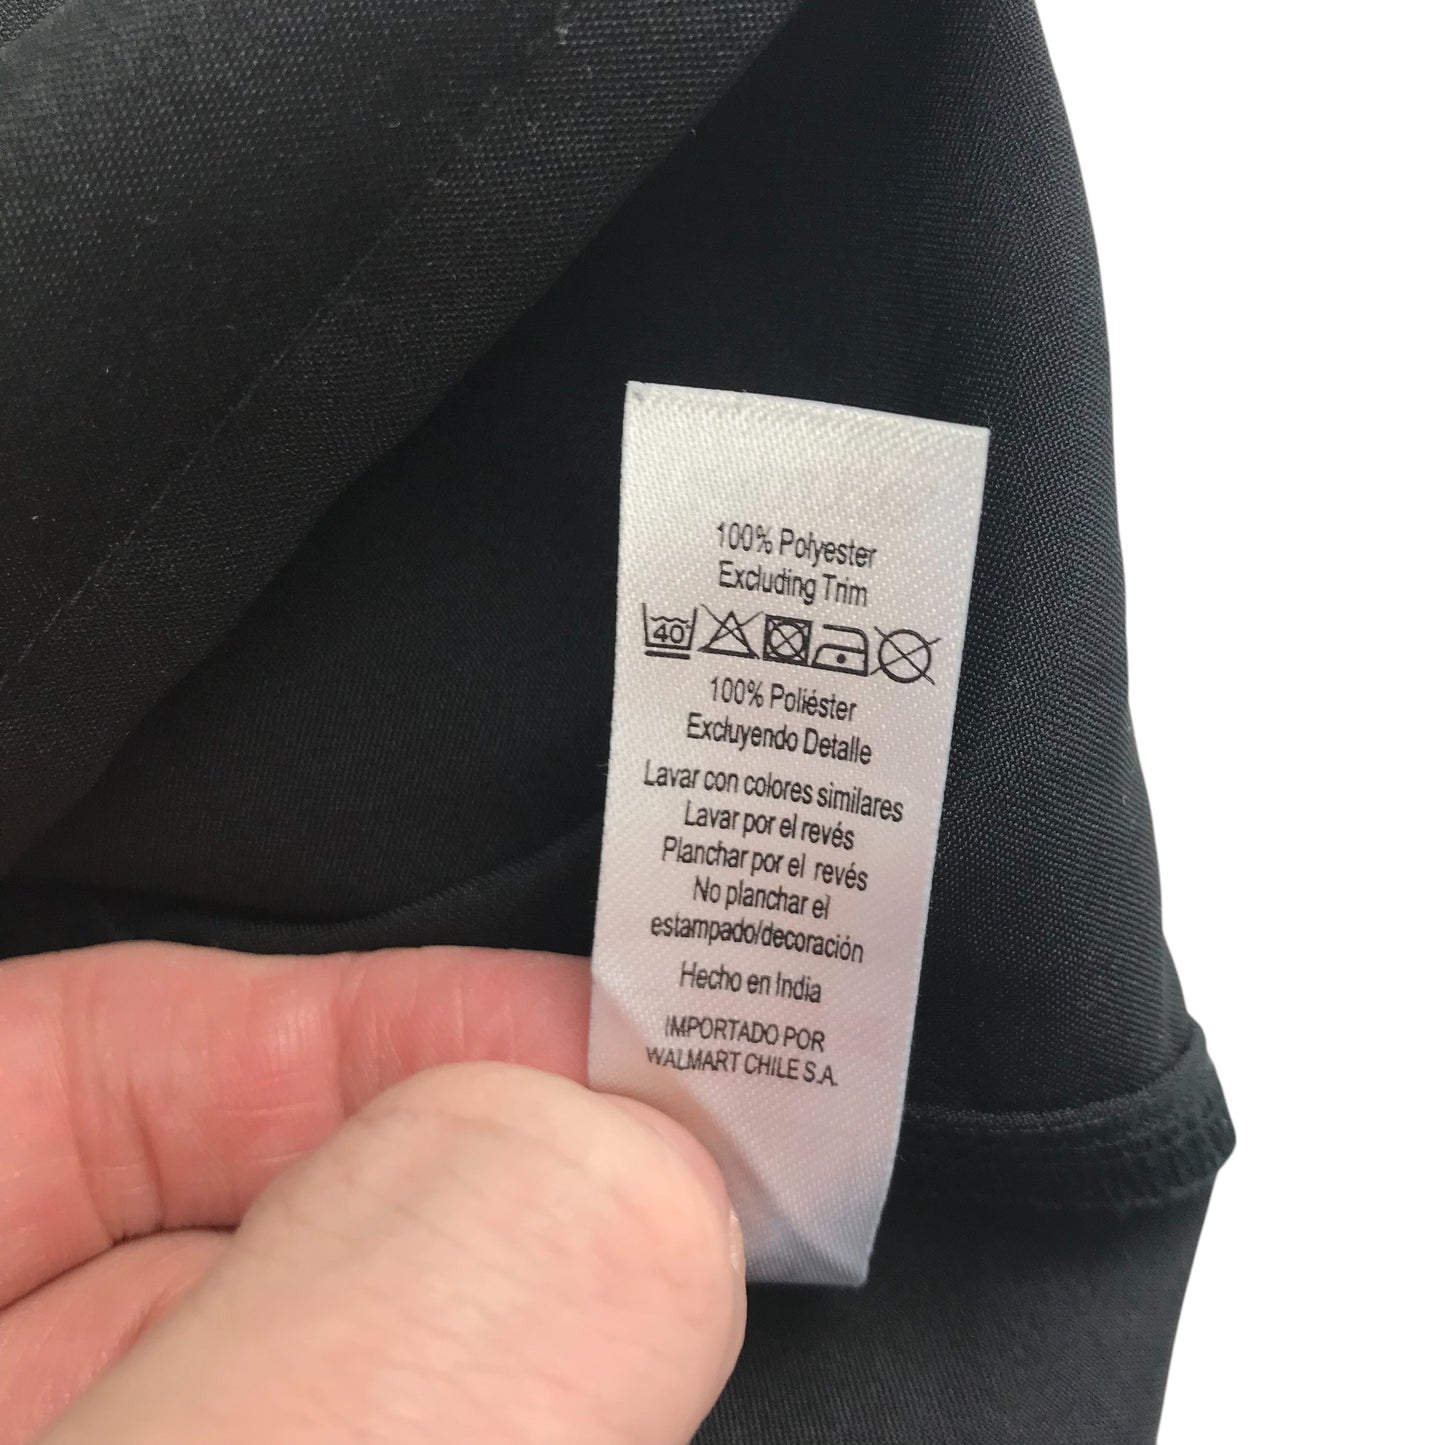 100% Polyester
Excluding Trim
40
100% Poliéster
Excluyendo Detalle
Lavar con colores similares
Lavar por el revés
Planchar por el revés
No planchar el
estampado/decoración
Hecho en India
IMPORTADO POR
WALMART CHILE S.A.